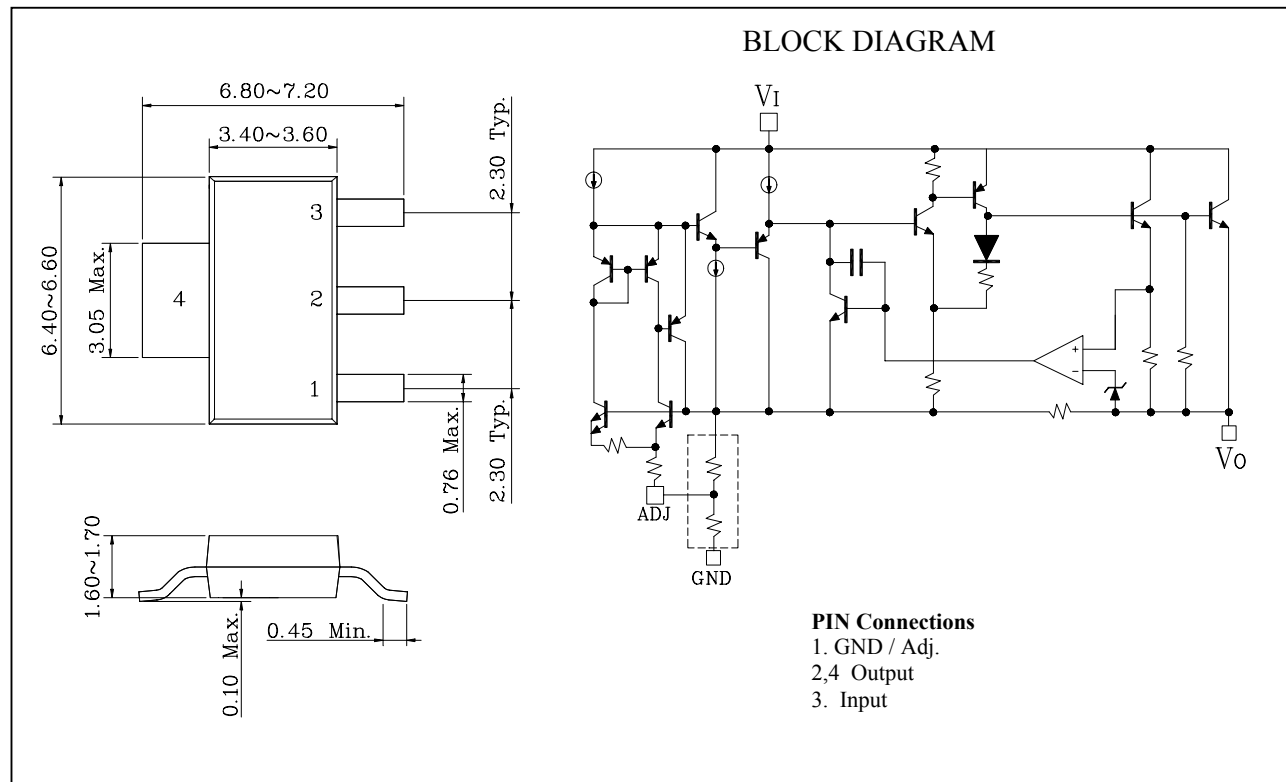 BLOCK DIAGRAM
6.80~7.20
3.40~3.60
2.30 Typ.
6.40~6.60
3.05 Max.
3
4
2
1
0.76 Max.
2.30 Typ.
1.60~1.70
0.10 Max.
0.45 Min.
VI
+
−
VO
ADJ
GND
PIN Connections
1. GND / Adj.
2,4 Output
3. Input